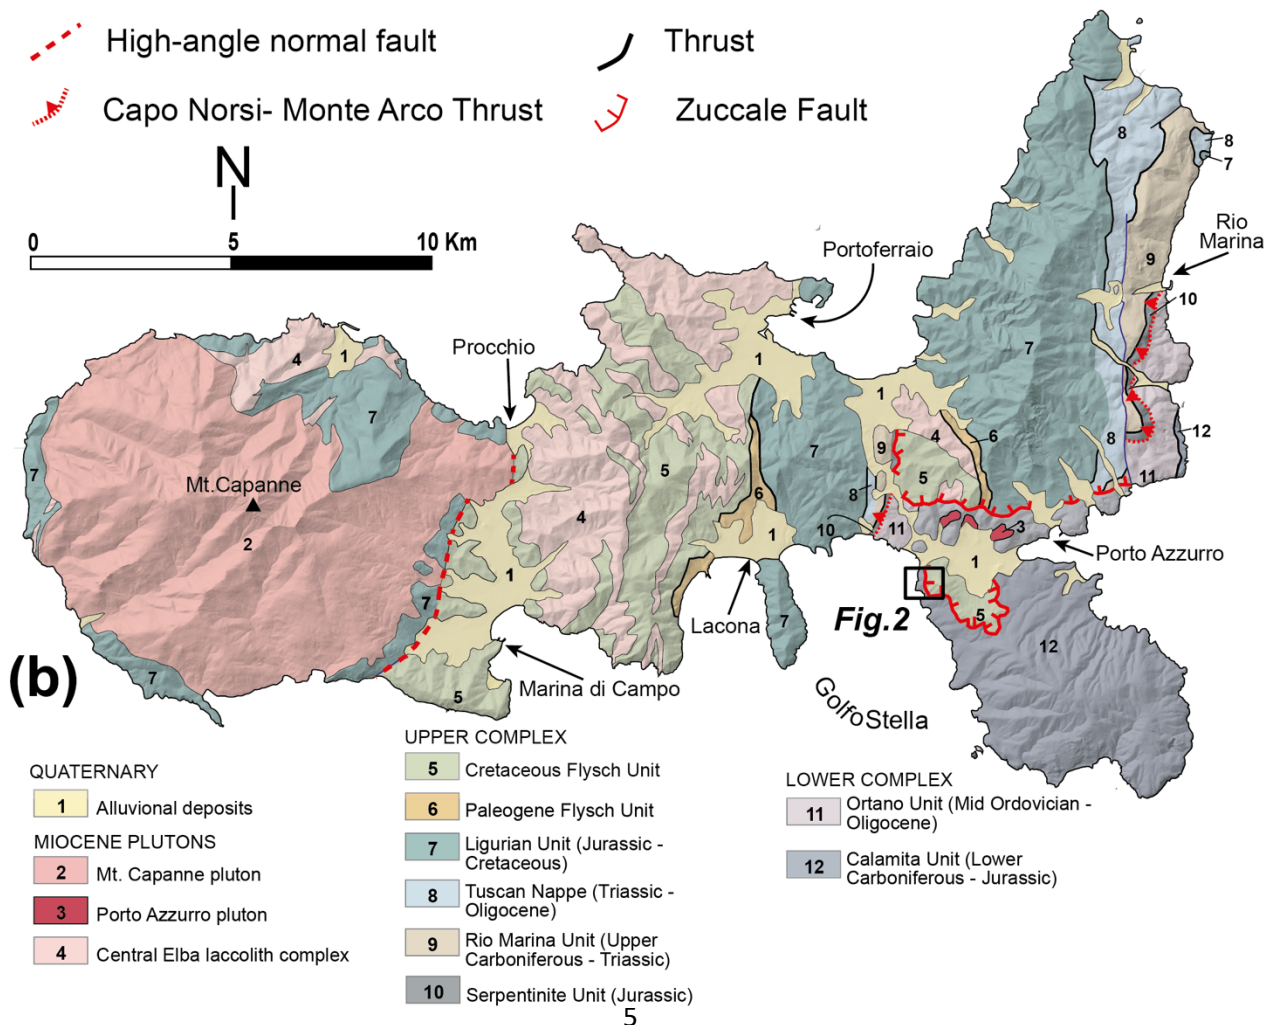 High-angle normal fault
Thrust
Capo Norsi- Monte Arco Thrust
Zuccale Fault
N
0 5 10 Km
8
8
7
Rio
Marina
Portoferraio
9
10
Procchio
4
1
1
7
7
1
4
6
12
7
9
8
11
7
5
5
Mt.Capanne
6
8
4
2
10
11
3
1
Porto Azzurro
1
1
7
Fig.2
5
Lacona
7
12
(b)
7
Marina di Campo
5
GolfoStella
QUATERNARY
1 Alluvional deposits
MIOCENE PLUTONS
2 Mt. Capanne pluton
3 Porto Azzurro pluton
4 Central Elba laccolith complex
UPPER COMPLEX
5 Cretaceous Flysch Unit
6 Paleogene Flysch Unit
7 Ligurian Unit (Jurassic -
Cretaceous)
8 Tuscan Nappe (Triassic -
Oligocene)
9 Rio Marina Unit (Upper
Carboniferous - Triassic)
10 Serpentinite Unit (Jurassic)
LOWER COMPLEX
11 Ortano Unit (Mid Ordovician -
Oligocene)
12 Calamita Unit (Lower
Carboniferous - Jurassic)
5